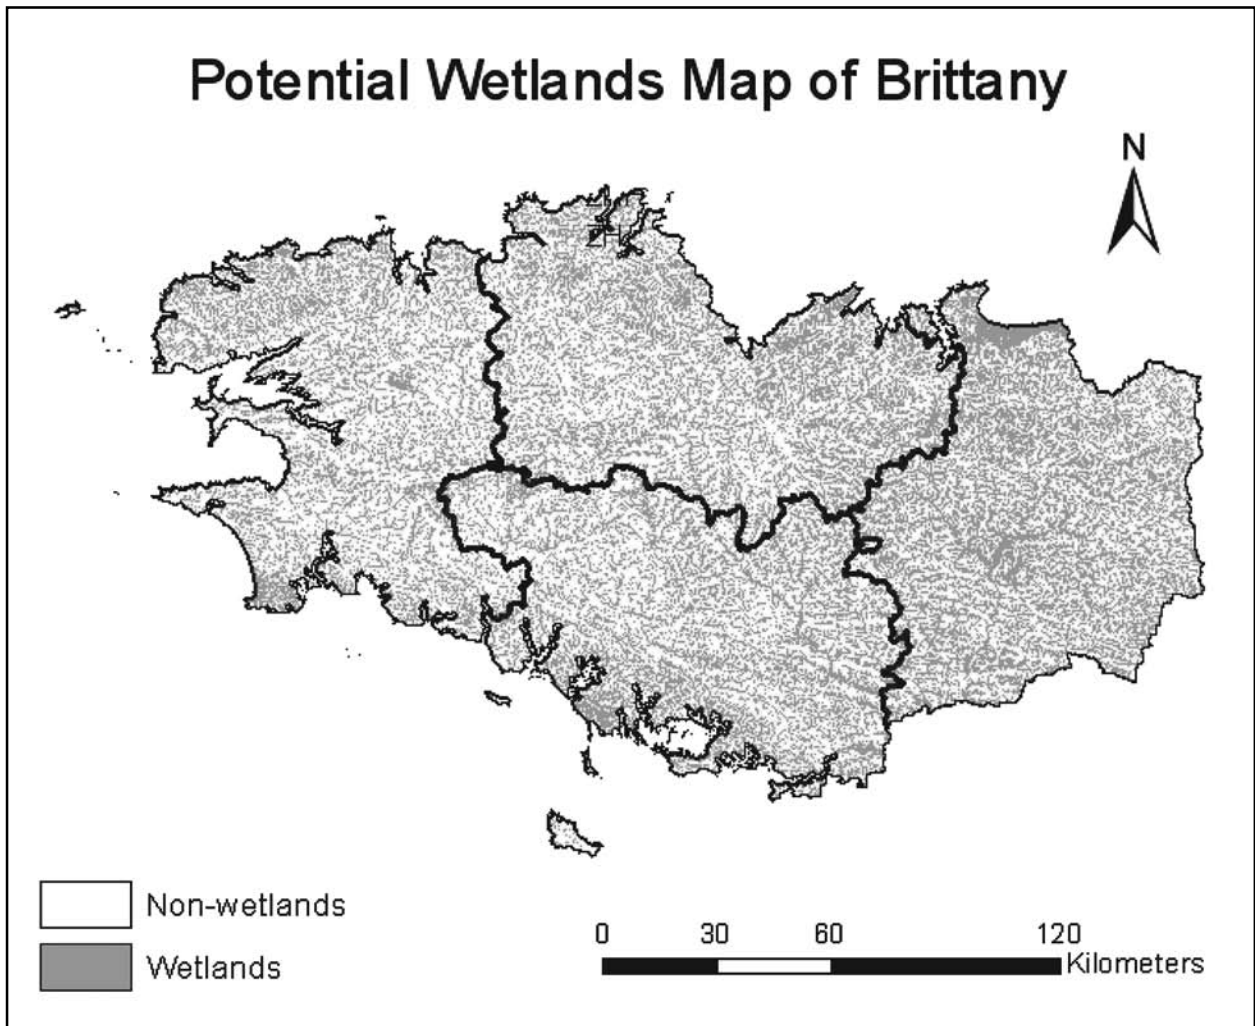 Potential Wetlands Map of Brittany
N
Non-wetlands
Wetlands
0 30 60 120
Kilometers